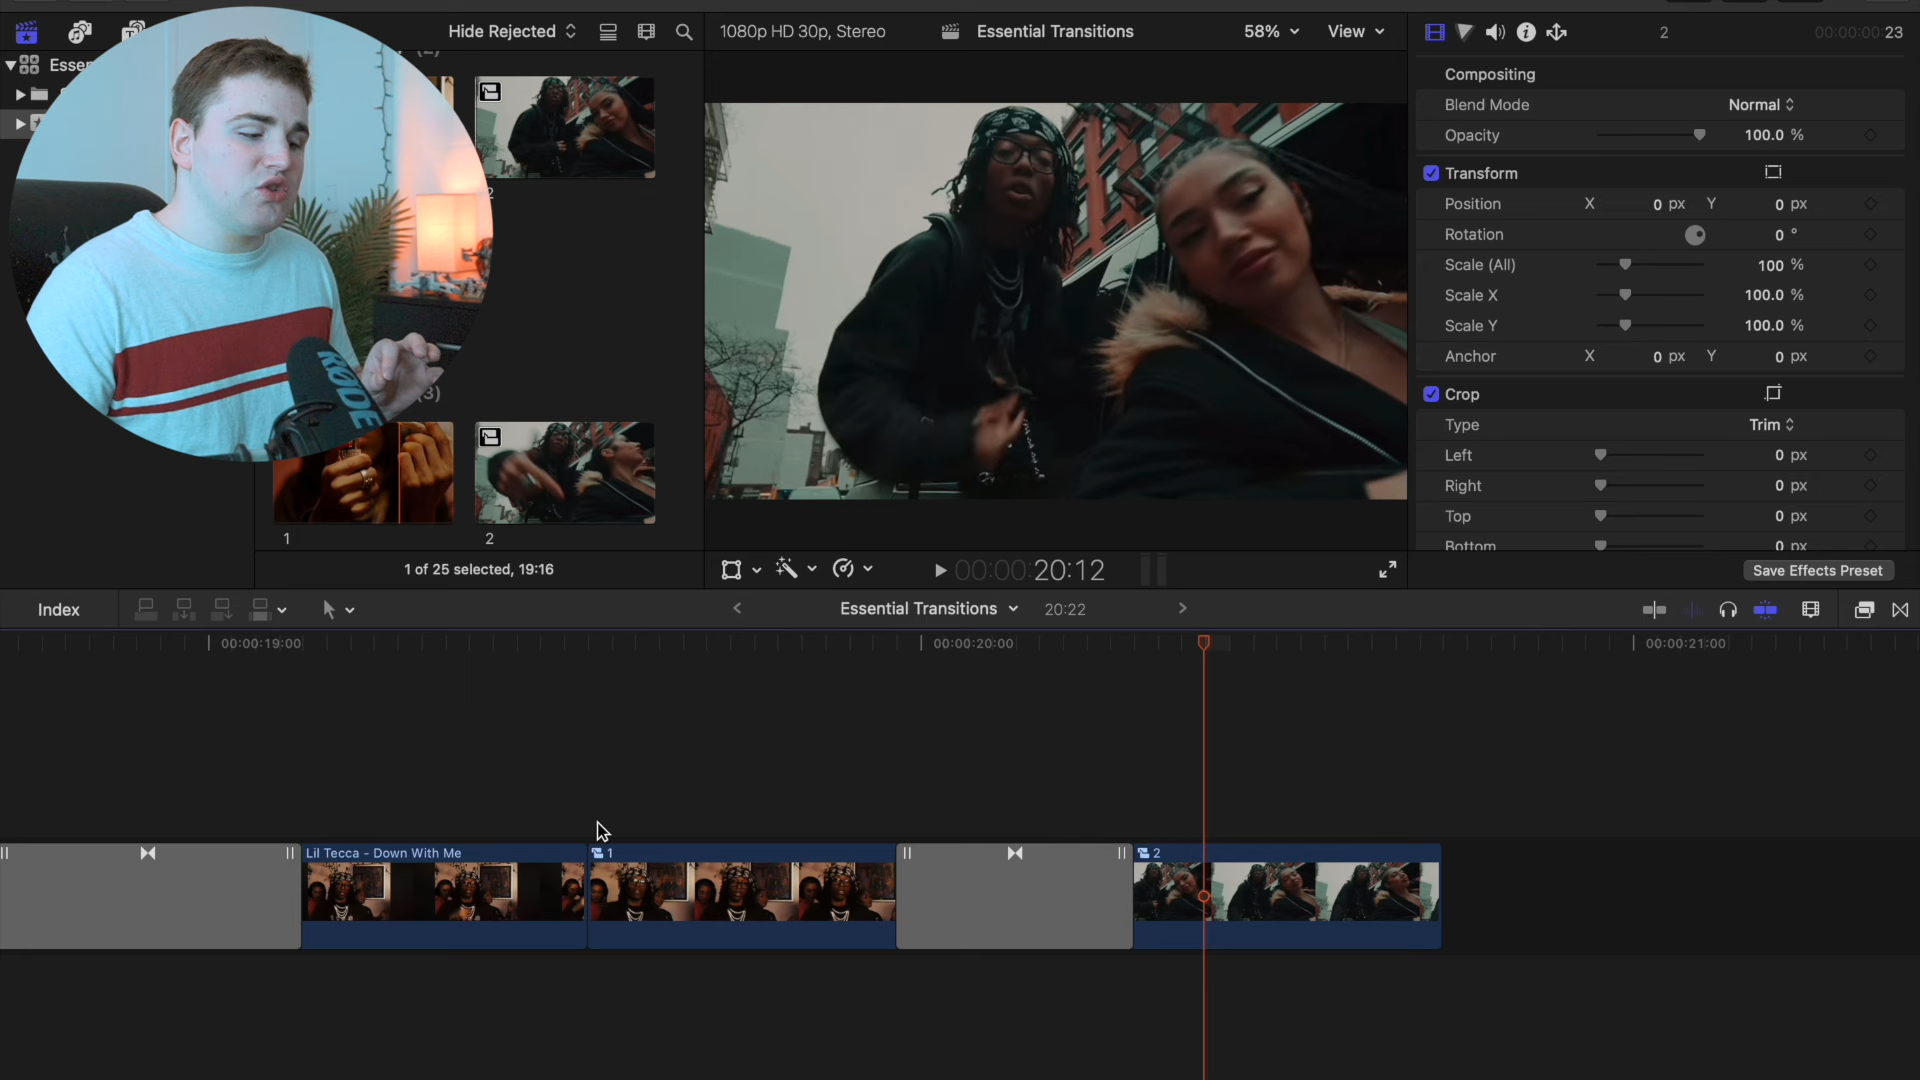 Hide Rejected
1080p HD 30p, Stereo
Essential Transitions
58%
View
2
00:00:00:23
Compositing
Blend Mode
Normal
Opacity
100.0 %
Transform
Position
X
0 px
Y
0 px
Rotation
0 °
Scale (All)
100 %
Scale X
100.0 %
Scale Y
100.0 %
Anchor
X
0 px
Y
0 px
Crop
Type
Trim
Left
0 px
Right
0 px
Top
0 px
Bottom
0 px
Save Effects Preset
RØDE
(3)
1
2
1 of 25 selected, 19:16
00:00:20:12
Index
Essential Transitions
20:22
00:00:19:00
00:00:20:00
00:00:21:00
Lil Tecca - Down With Me
1
2